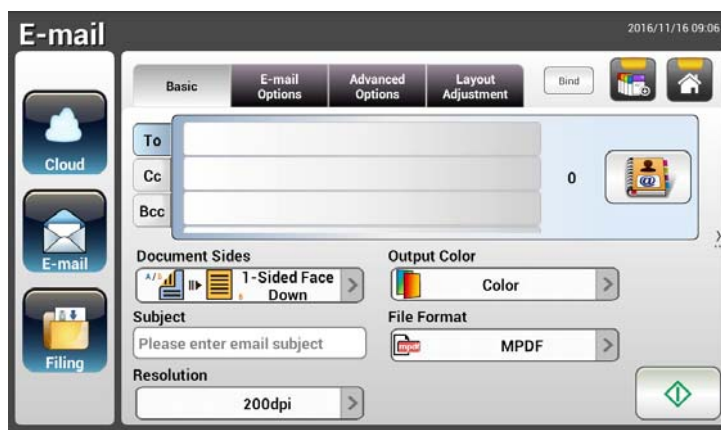 E-mail
2016/11/16 09:06
Basic
E-mail
Options
Advanced
Options
Layout
Adjustment
Bind
Cloud
E-mail
Filing
To
Cc
Bcc
0
@
Document Sides
Output Color
A/B
1-Sided Face
Down
Color
Subject
File Format
Please enter email subject
mpdf
MPDF
Resolution
200dpi